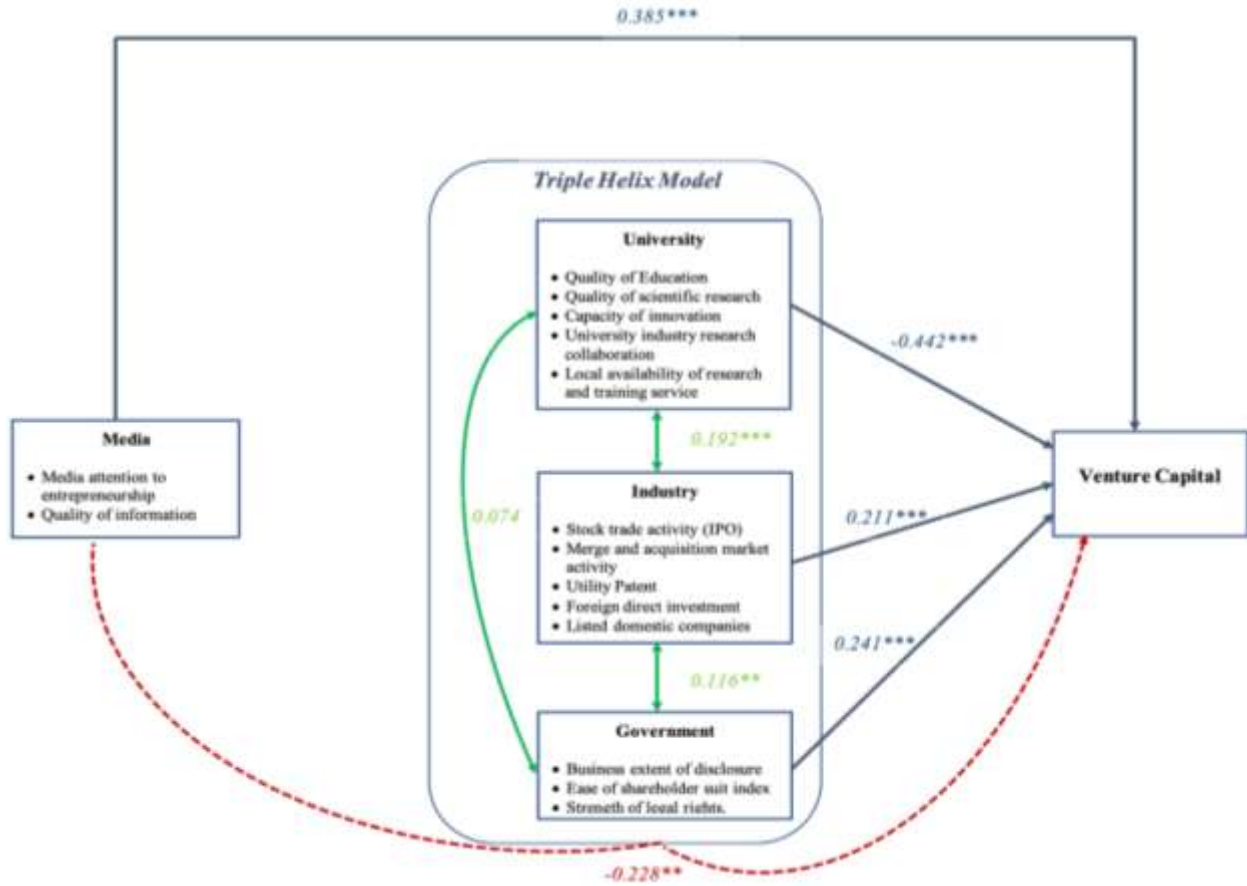 0.385***
Triple Helix Model
University
• Quality of Education
• Quality of scientific research
• Capacity of innovation
• University industry research
collaboration
• Local availability of research
and training service
-0.442***
Media
• Media attention to
entrepreneurship
• Quality of information
0.192***
Venture Capital
Industry
• Stock trade activity (IPO)
• Merge and acquisition market
activity
• Utility Patent
• Foreign direct investment
• Listed domestic companies
0.074
0.211***
0.241***
0.116**
Government
• Business extent of disclosure
• Ease of shareholder suit index
• Strength of legal rights.
-0.228**